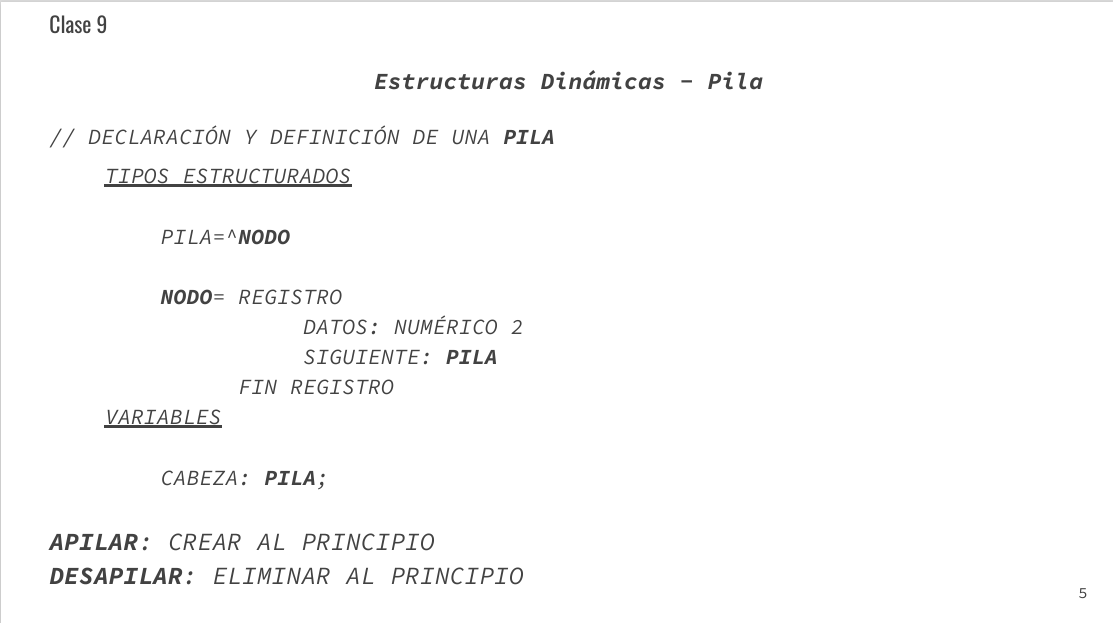 Clase 9
Estructuras Dinámicas - Pila
// DECLARACIÓN Y DEFINICIÓN DE UNA PILA
TIPOS ESTRUCTURADOS
PILA=^NODO
NODO= REGISTRO
DATOS: NUMÉRICO 2
SIGUIENTE: PILA
FIN REGISTRO
VARIABLES
CABEZA: PILA;
APILAR: CREAR AL PRINCIPIO
DESAPILAR: ELIMINAR AL PRINCIPIO
5